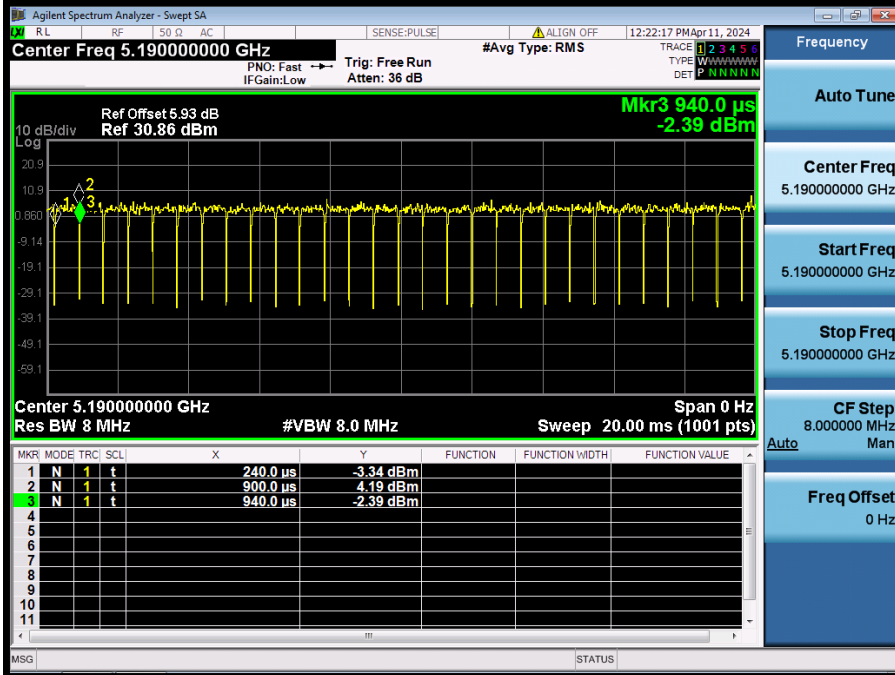 Agilent Spectrum Analyzer - Swept SA
LXI RL RF 50 Ω AC SENSE:PULSE ALIGN OFF 12:22:17 PM Apr 11, 2024
Center Freq 5.190000000 GHz
#Avg Type: RMS
TRACE 1 2 3 4 5 6
PNO: Fast Trig: Free Run
TYPE WWWWWW
IFGain:Low Atten: 36 dB
DET P N N N N N
Mkr3 940.0 µs
Ref Offset 5.93 dB
-2.39 dBm
10 dB/div Ref 30.86 dBm
Log
20.9
10.9
2
1
3
0.860
-9.14
-19.1
-29.1
-39.1
-49.1
-59.1
Center 5.190000000 GHz Span 0 Hz
Res BW 8 MHz #VBW 8.0 MHz Sweep 20.00 ms (1001 pts)
MKR MODE TRC SCL X Y FUNCTION FUNCTION WIDTH FUNCTION VALUE
1 N 1 t 240.0 µs -3.34 dBm
2 N 1 t 900.0 µs 4.19 dBm
3 N 1 t 940.0 µs -2.39 dBm
4
5
6
7
8
9
10
11
MSG STATUS
Frequency
Auto Tune
Center Freq
5.190000000 GHz
Start Freq
5.190000000 GHz
Stop Freq
5.190000000 GHz
CF Step
8.000000 MHz
Auto Man
Freq Offset
0 Hz